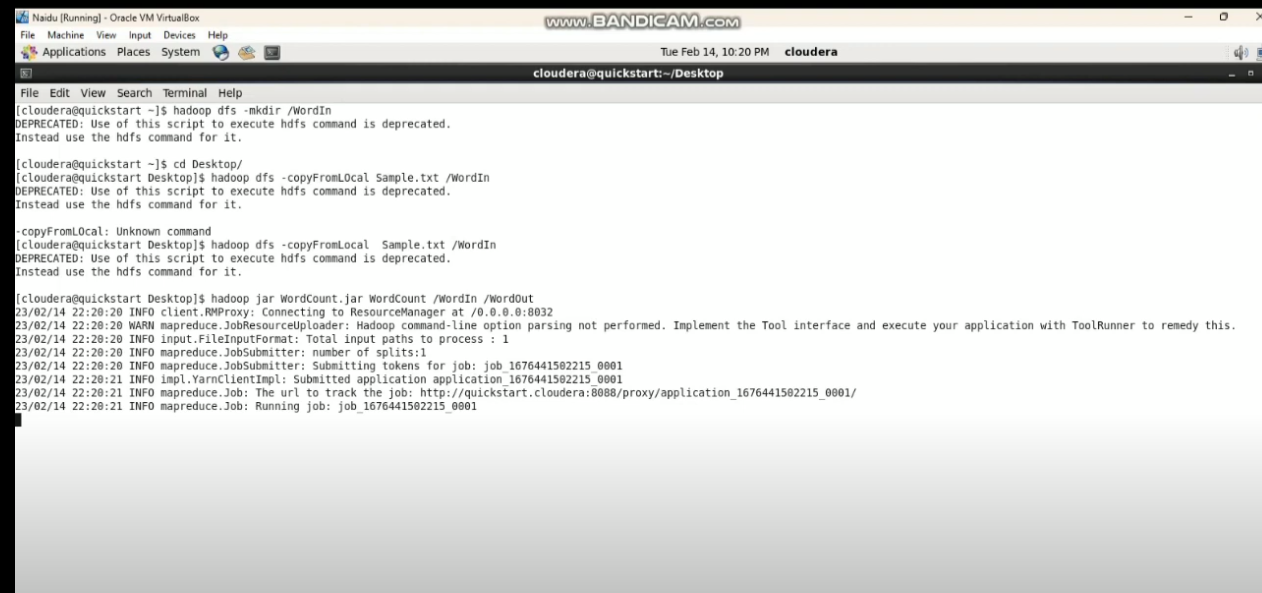 Naidu [Running] - Oracle VM VirtualBox
www.BANDICAM.com
File Machine View Input Devices Help
Applications Places System
Tue Feb 14, 10:20 PM cloudera
cloudera@quickstart:~/Desktop
File Edit View Search Terminal Help
[cloudera@quickstart ~]$ hadoop dfs -mkdir /WordIn
DEPRECATED: Use of this script to execute hdfs command is deprecated.
Instead use the hdfs command for it.
[cloudera@quickstart ~]$ cd Desktop/
[cloudera@quickstart Desktop]$ hadoop dfs -copyFromLOcal Sample.txt /WordIn
DEPRECATED: Use of this script to execute hdfs command is deprecated.
Instead use the hdfs command for it.
-copyFromLOcal: Unknown command
[cloudera@quickstart Desktop]$ hadoop dfs -copyFromLocal  Sample.txt /WordIn
DEPRECATED: Use of this script to execute hdfs command is deprecated.
Instead use the hdfs command for it.
[cloudera@quickstart Desktop]$ hadoop jar WordCount.jar WordCount /WordIn /WordOut
23/02/14 22:20:20 INFO client.RMProxy: Connecting to ResourceManager at /0.0.0.0:8032
23/02/14 22:20:20 WARN mapreduce.JobResourceUploader: Hadoop command-line option parsing not performed. Implement the Tool interface and execute your application with ToolRunner to remedy this.
23/02/14 22:20:20 INFO input.FileInputFormat: Total input paths to process : 1
23/02/14 22:20:20 INFO mapreduce.JobSubmitter: number of splits:1
23/02/14 22:20:20 INFO mapreduce.JobSubmitter: Submitting tokens for job: job_1676441502215_0001
23/02/14 22:20:21 INFO impl.YarnClientImpl: Submitted application application_1676441502215_0001
23/02/14 22:20:21 INFO mapreduce.Job: The url to track the job: http://quickstart.cloudera:8088/proxy/application_1676441502215_0001/
23/02/14 22:20:21 INFO mapreduce.Job: Running job: job_1676441502215_0001